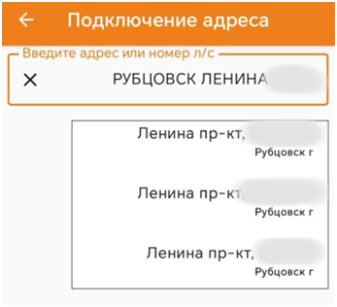 Подключение адреса
Введите адрес или номер л/с
РУБЦОВСК ЛЕНИНА
Ленина пр-кт,
Рубцовск г
Ленина пр-кт,
Рубцовск г
Ленина пр-кт,
Рубцовск г